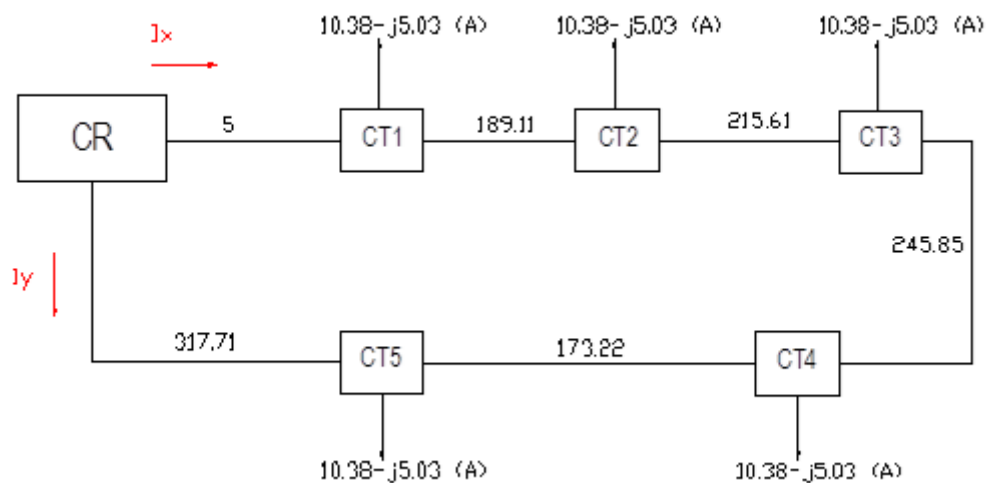 10.38-j5.03 (A)
10.38-j5.03 (A)
10.38-j5.03 (A)
Ix
CR
5
CT1
189.11
CT2
215.61
CT3
245.85
Iy
317.71
CT5
173.22
CT4
10.38-j5.03 (A)
10.38-j5.03 (A)